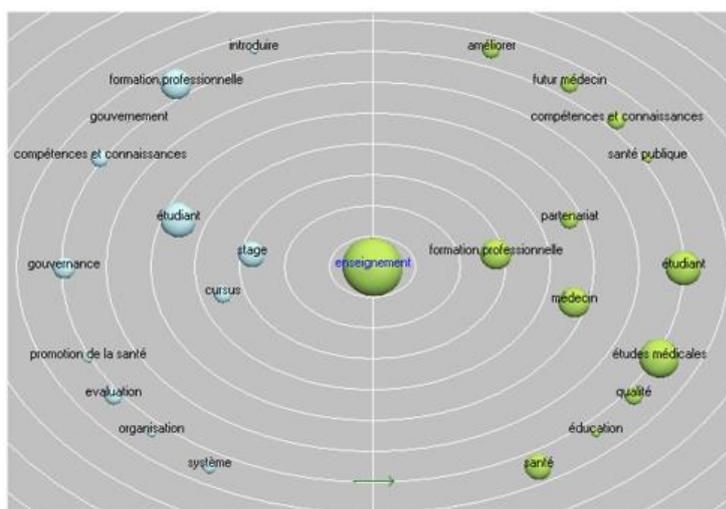 introduire
améliorer
formation,professionnelle
futur médecin
gouvernement
compétences et connaissances
compétences et connaissances
santé publique
étudiant
partenariat
stage
enseignement
formation,professionnelle
gouvernance
étudiant
cursus
médecin
promotion de la santé
études médicales
evaluation
qualité
organisation
éducation
système
santé